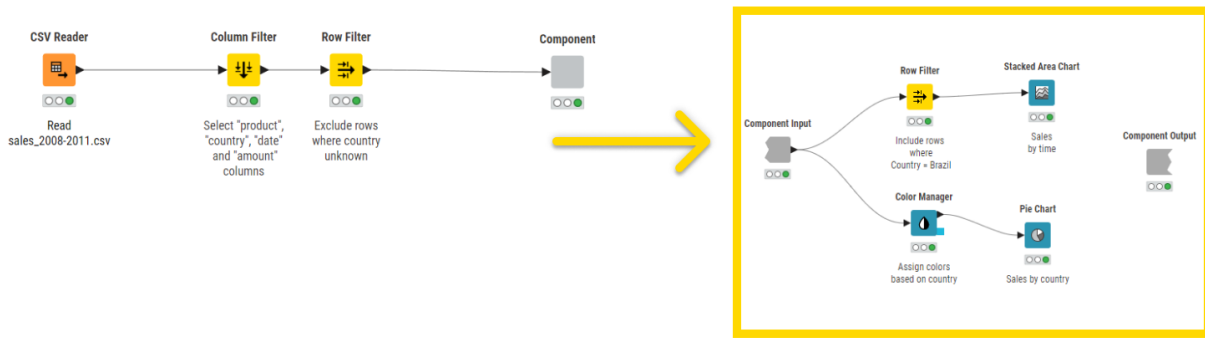 CSV Reader
Read
sales_2008-2011.csv
Column Filter
Select "product",
"country", "date"
and "amount"
columns
Row Filter
Exclude rows
where country
unknown
Component
Component Input
Row Filter
Include rows
where
Country = Brazil
Stacked Area Chart
Sales
by time
Color Manager
Assign colors
based on country
Pie Chart
Sales by country
Component Output